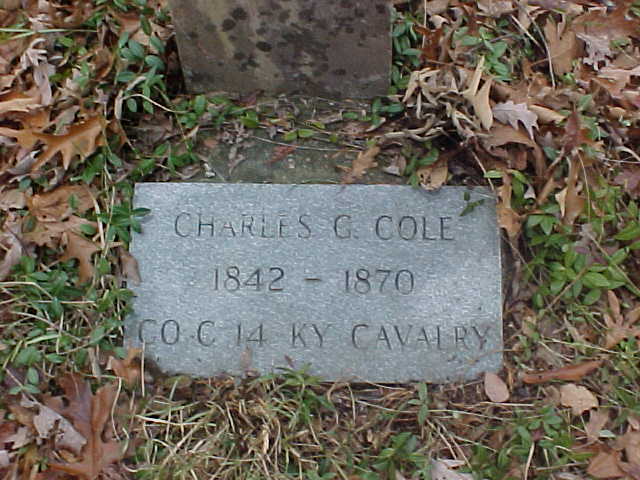 CHARLES G. COLE
1842 - 1870
CO. C 14 KY CAVALRY